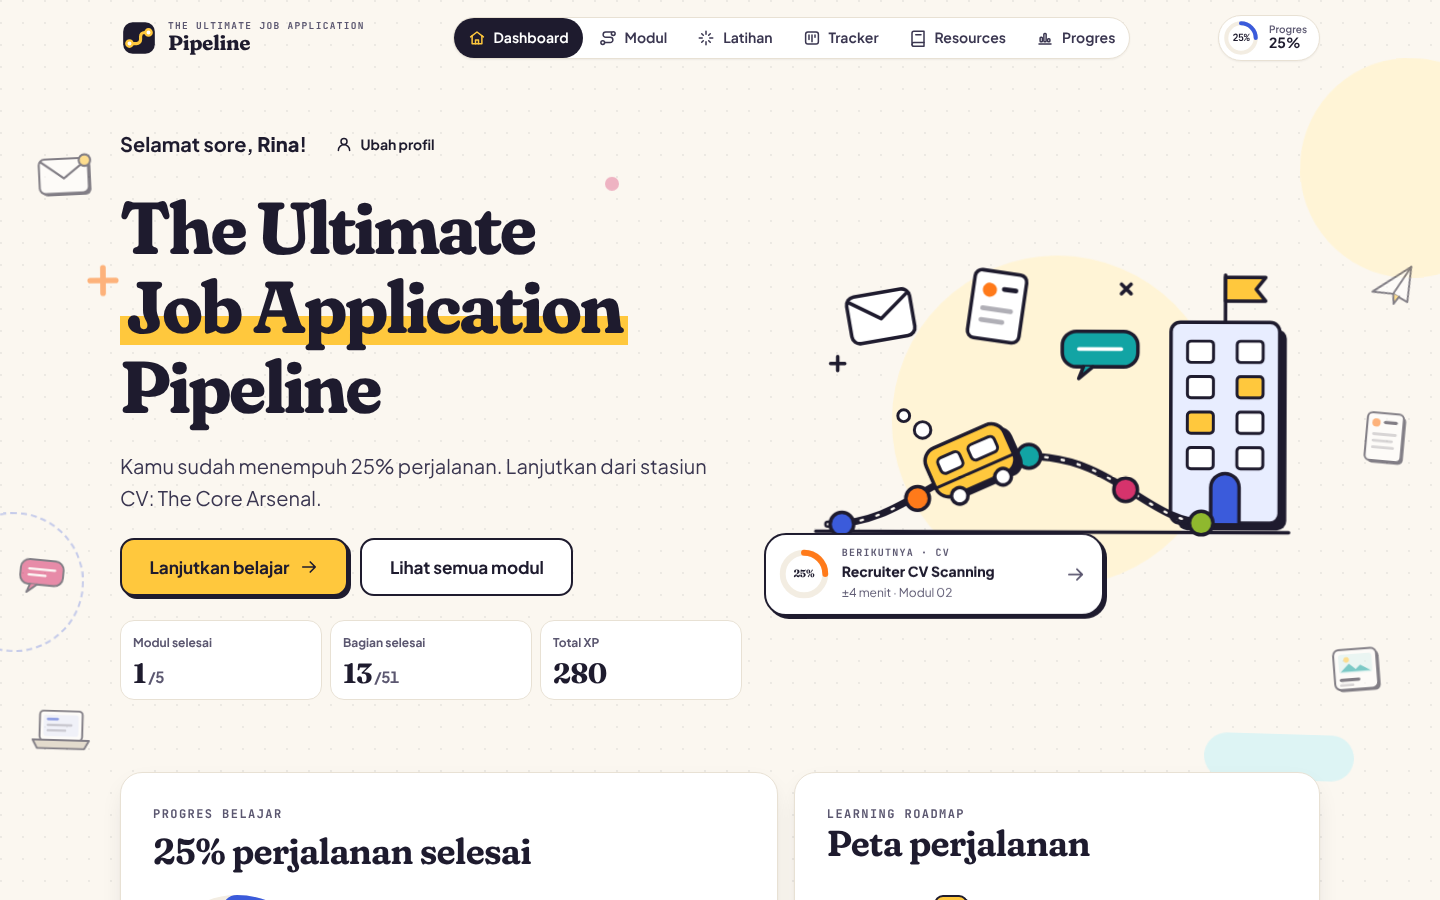 THE ULTIMATE JOB APPLICATION
Pipeline
Dashboard
Modul
Latihan
Tracker
Resources
Progres
25%
Progres
25%
Selamat sore, Rina!
Ubah profil
The Ultimate
Job Application
Pipeline
Kamu sudah menempuh 25% perjalanan. Lanjutkan dari stasiun
CV: The Core Arsenal.
Lanjutkan belajar
Lihat semua modul
25%
BERIKUTNYA · CV
Recruiter CV Scanning
±4 menit · Modul 02
Modul selesai
1/5
Bagian selesai
13/51
Total XP
280
PROGRES BELAJAR
25% perjalanan selesai
LEARNING ROADMAP
Peta perjalanan